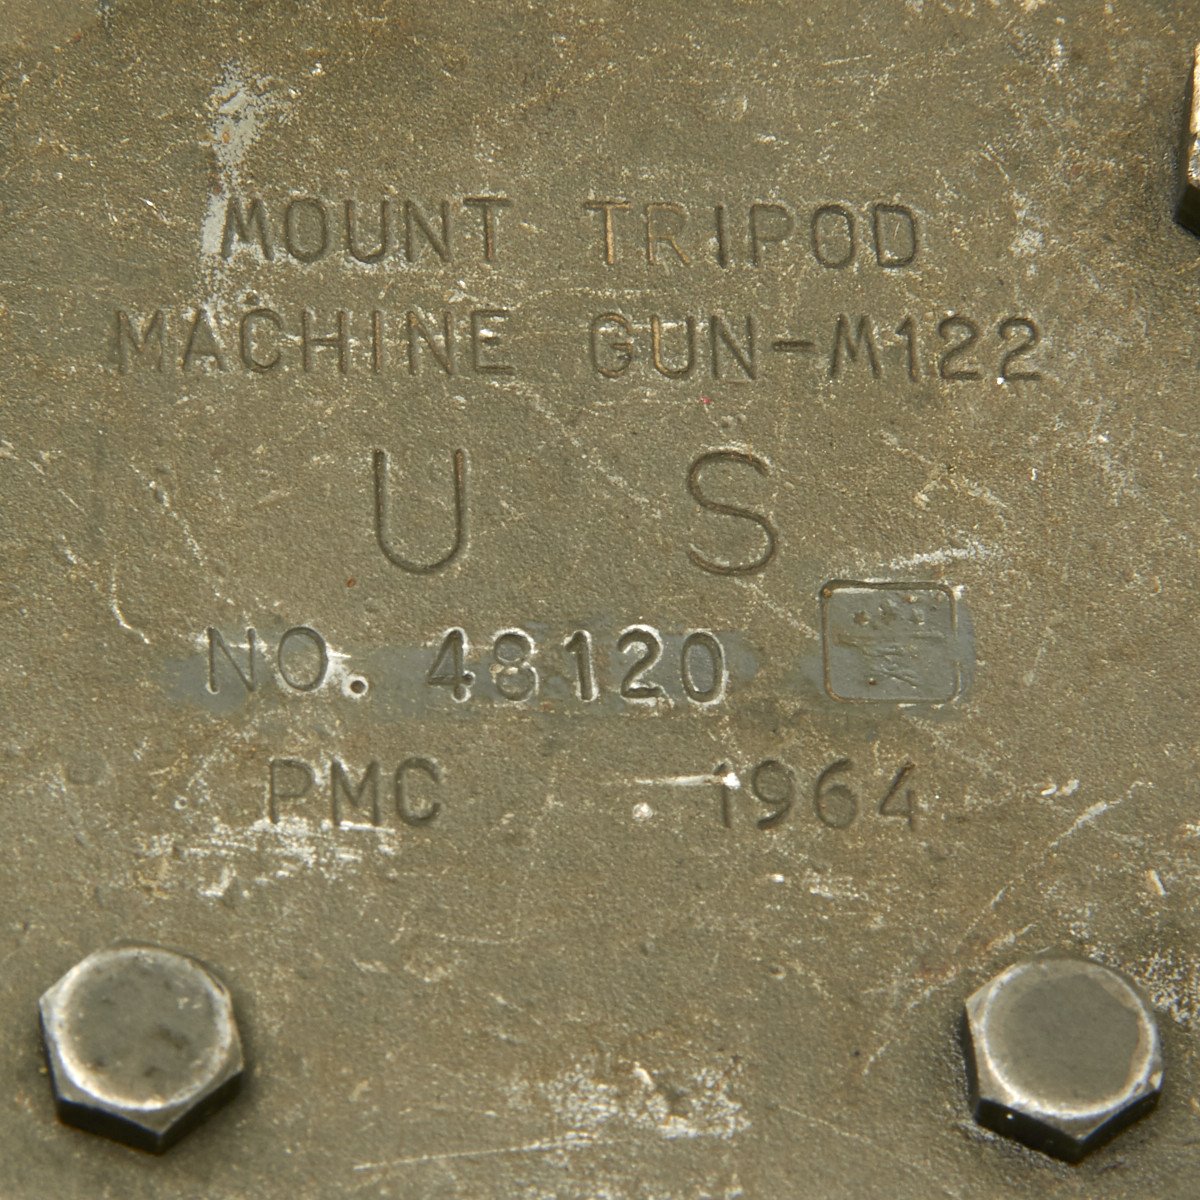 MOUNT TRIPOD
MACHINE GUN-M122
U S
NO. 48120
PMC 1964